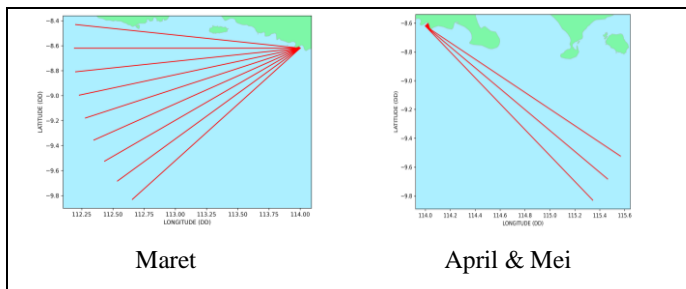 -8.4
-8.6
-8.8
-9.0
-9.2
-9.4
-9.6
-9.8
LATITUDE (DD)
112.25 112.50 112.75 113.00 113.25 113.50 113.75 114.00
LONGITUDE (DD)
Maret
-8.6
-8.8
-9.0
-9.2
-9.4
-9.6
-9.8
LATITUDE (DD)
114.0 114.2 114.4 114.6 114.8 115.0 115.2 115.4 115.6
LONGITUDE (DD)
April & Mei